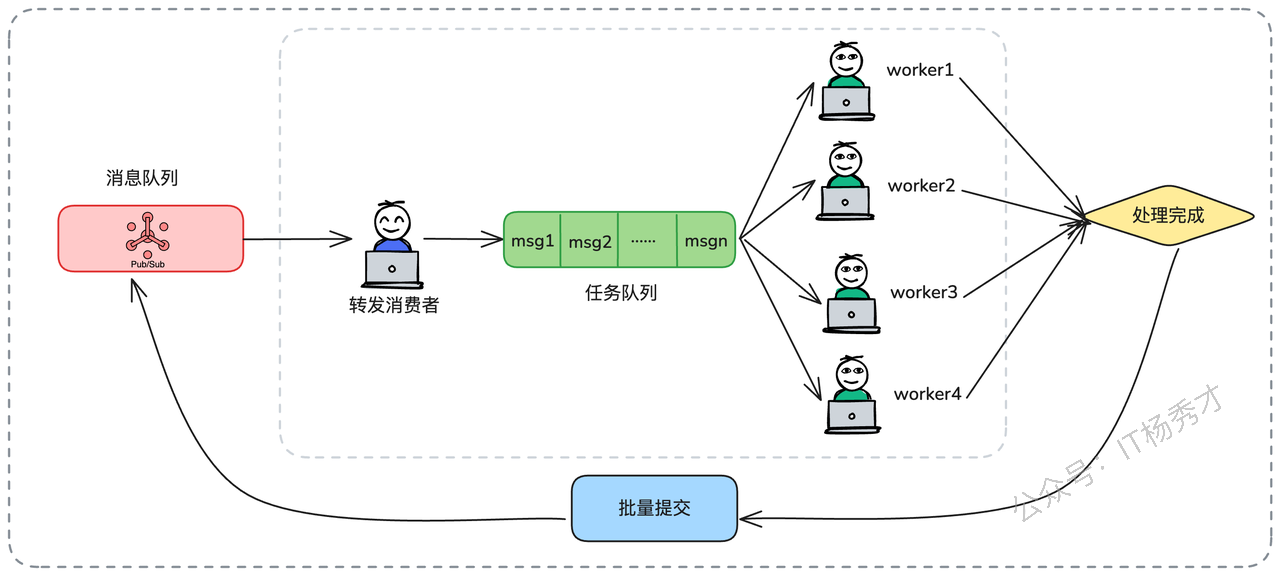 消息队列
Pub/Sub
转发消费者
msg1
msg2
······
msgn
任务队列
worker1
worker2
worker3
worker4
处理完成
批量提交
公众号：IT杨秀才